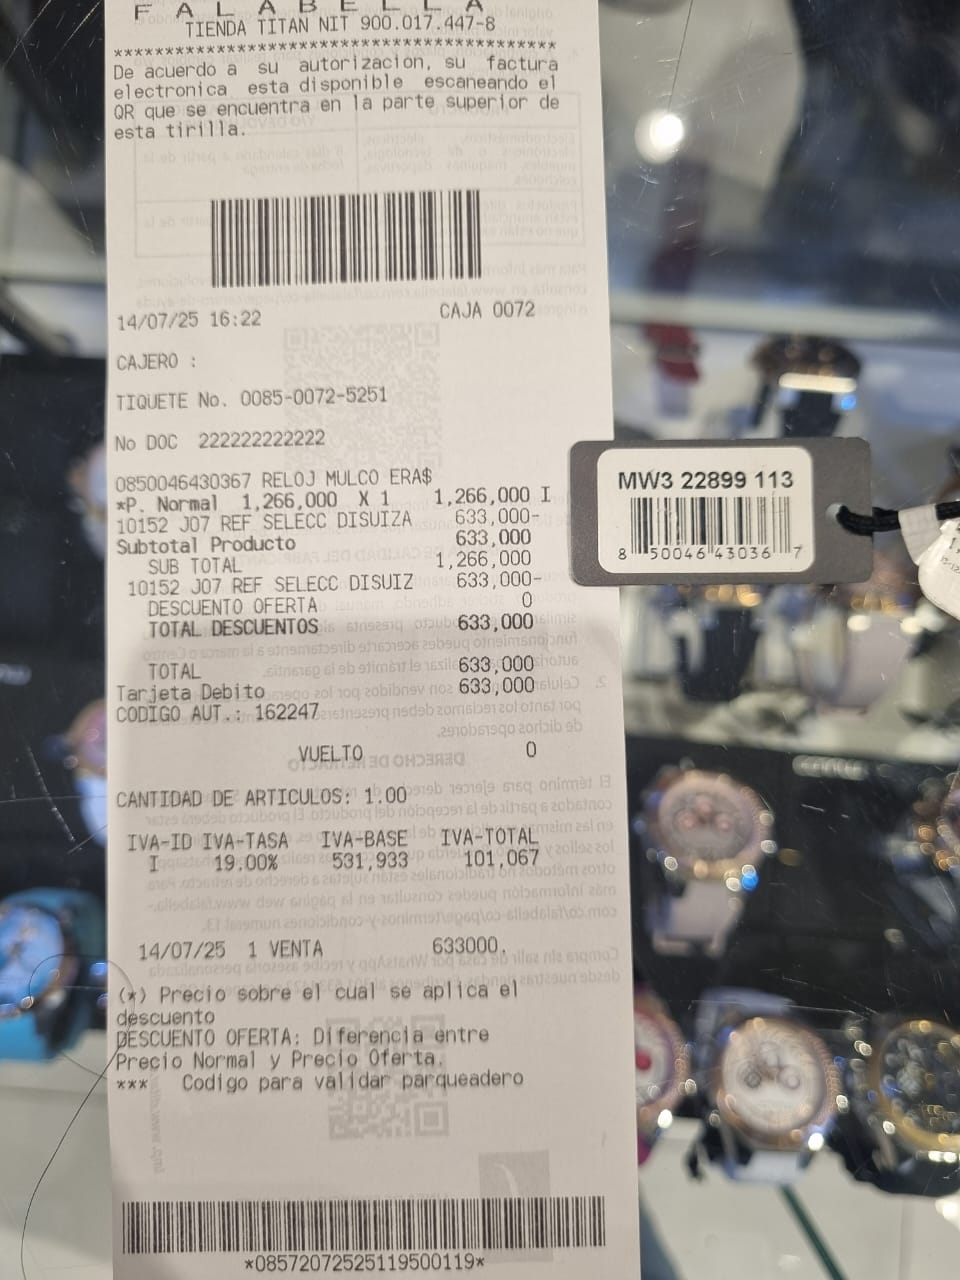 F A L A B E L L A
TIENDA TITAN NIT 900.017.447-8
*******************************************
De acuerdo a su autorizacion, su factura
electronica esta disponible escaneando el
QR que se encuentra en la parte superior de
esta tirilla.
14/07/25 16:22 CAJA 0072
CAJERO :
TIQUETE No. 0085-0072-5251
No DOC 222222222222
0850046430367 RELOJ MULCO ERA$
*P. Normal 1,266,000 X 1 1,266,000 I
10152 J07 REF SELECC DISUIZA 633,000-
Subtotal Producto 633,000
SUB TOTAL 1,266,000
10152 J07 REF SELECC DISUIZ 633,000-
DESCUENTO OFERTA 0
TOTAL DESCUENTOS 633,000
TOTAL 633,000
Tarjeta Debito 633,000
CODIGO AUT.: 162247
VUELTO 0
CANTIDAD DE ARTICULOS: 1.00
IVA-ID IVA-TASA IVA-BASE IVA-TOTAL
I 19.00% 531,933 101,067
14/07/25 1 VENTA 633000.
(*) Precio sobre el cual se aplica el
descuento
DESCUENTO OFERTA: Diferencia entre
Precio Normal y Precio Oferta.
*** Codigo para validar parqueadero
*085720725251195001​19*
MW3 22899 113
8 50046 43036 7